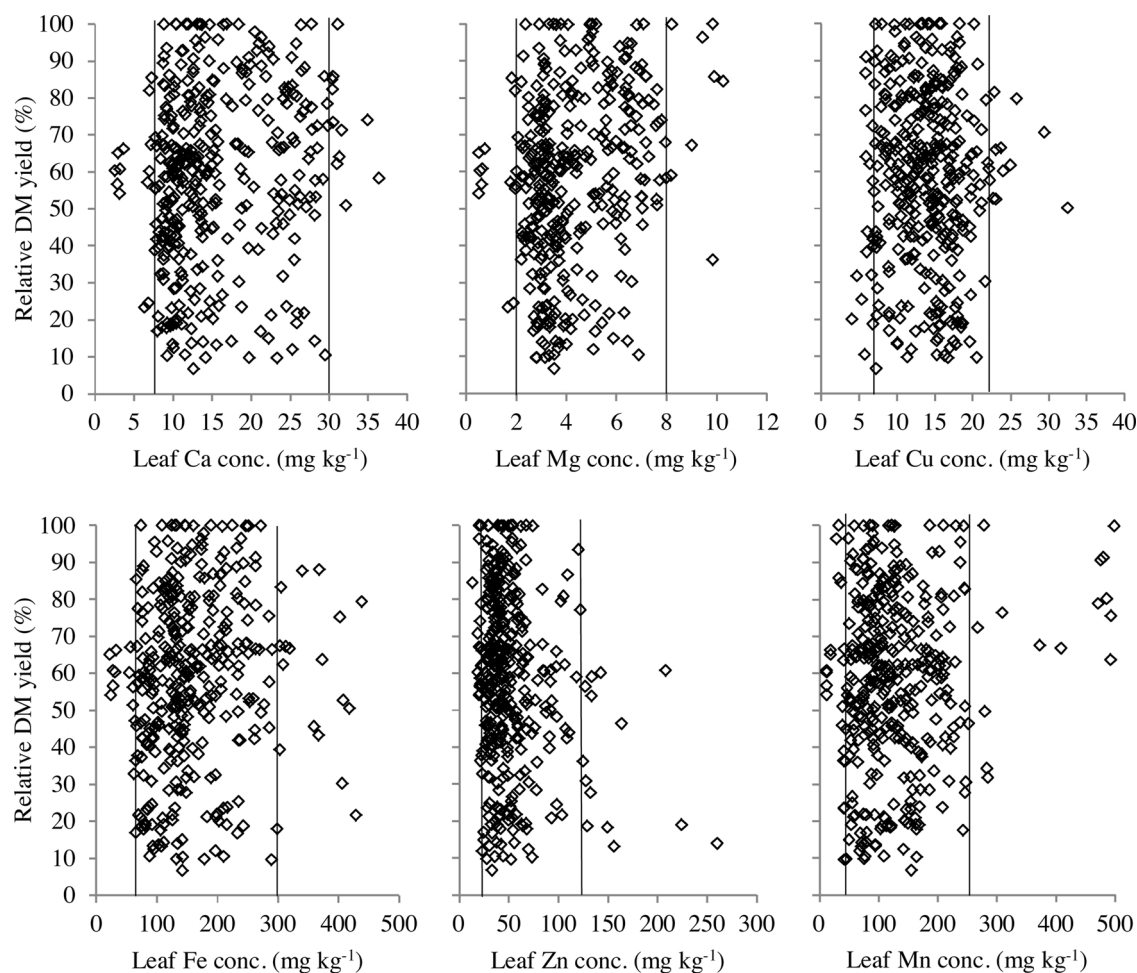 Relative DM yield (%)
100
90
80
70
60
50
40
30
20
10
0
0 5 10 15 20 25 30 35 40
Leaf Ca conc. (mg kg⁻¹)
0 2 4 6 8 10 12
Leaf Mg conc. (mg kg⁻¹)
0 5 10 15 20 25 30 35 40
Leaf Cu conc. (mg kg⁻¹)
Relative DM yield (%)
100
90
80
70
60
50
40
30
20
10
0
0 100 200 300 400 500
Leaf Fe conc. (mg kg⁻¹)
0 50 100 150 200 250 300
Leaf Zn conc. (mg kg⁻¹)
0 100 200 300 400 500
Leaf Mn conc. (mg kg⁻¹)